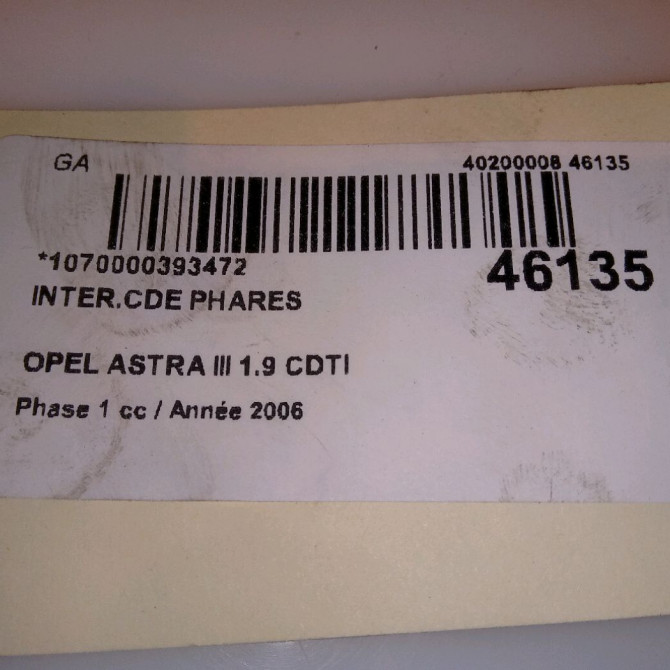 GA 40200008 46135
*1070000393472 46135
INTER.CDE PHARES
OPEL ASTRA III 1.9 CDTI
Phase 1 cc / Année 2006